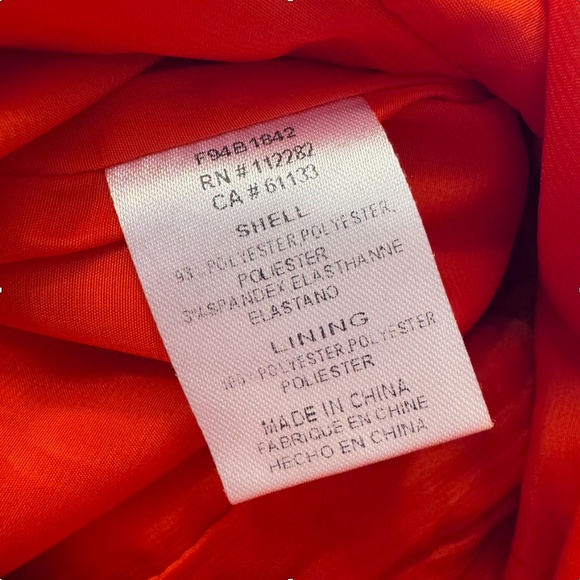 F94B1842
RN # 112282
CA # 61133
SHELL
POLYESTER,POLYESTER,
POLIESTER
3%SPANDEX,ELASTHANNE
ELASTANO
LINING
POLYESTER,POLYESTER
POLIESTER
MADE IN CHINA
FABRIQUE EN CHINE
HECHO EN CHINA